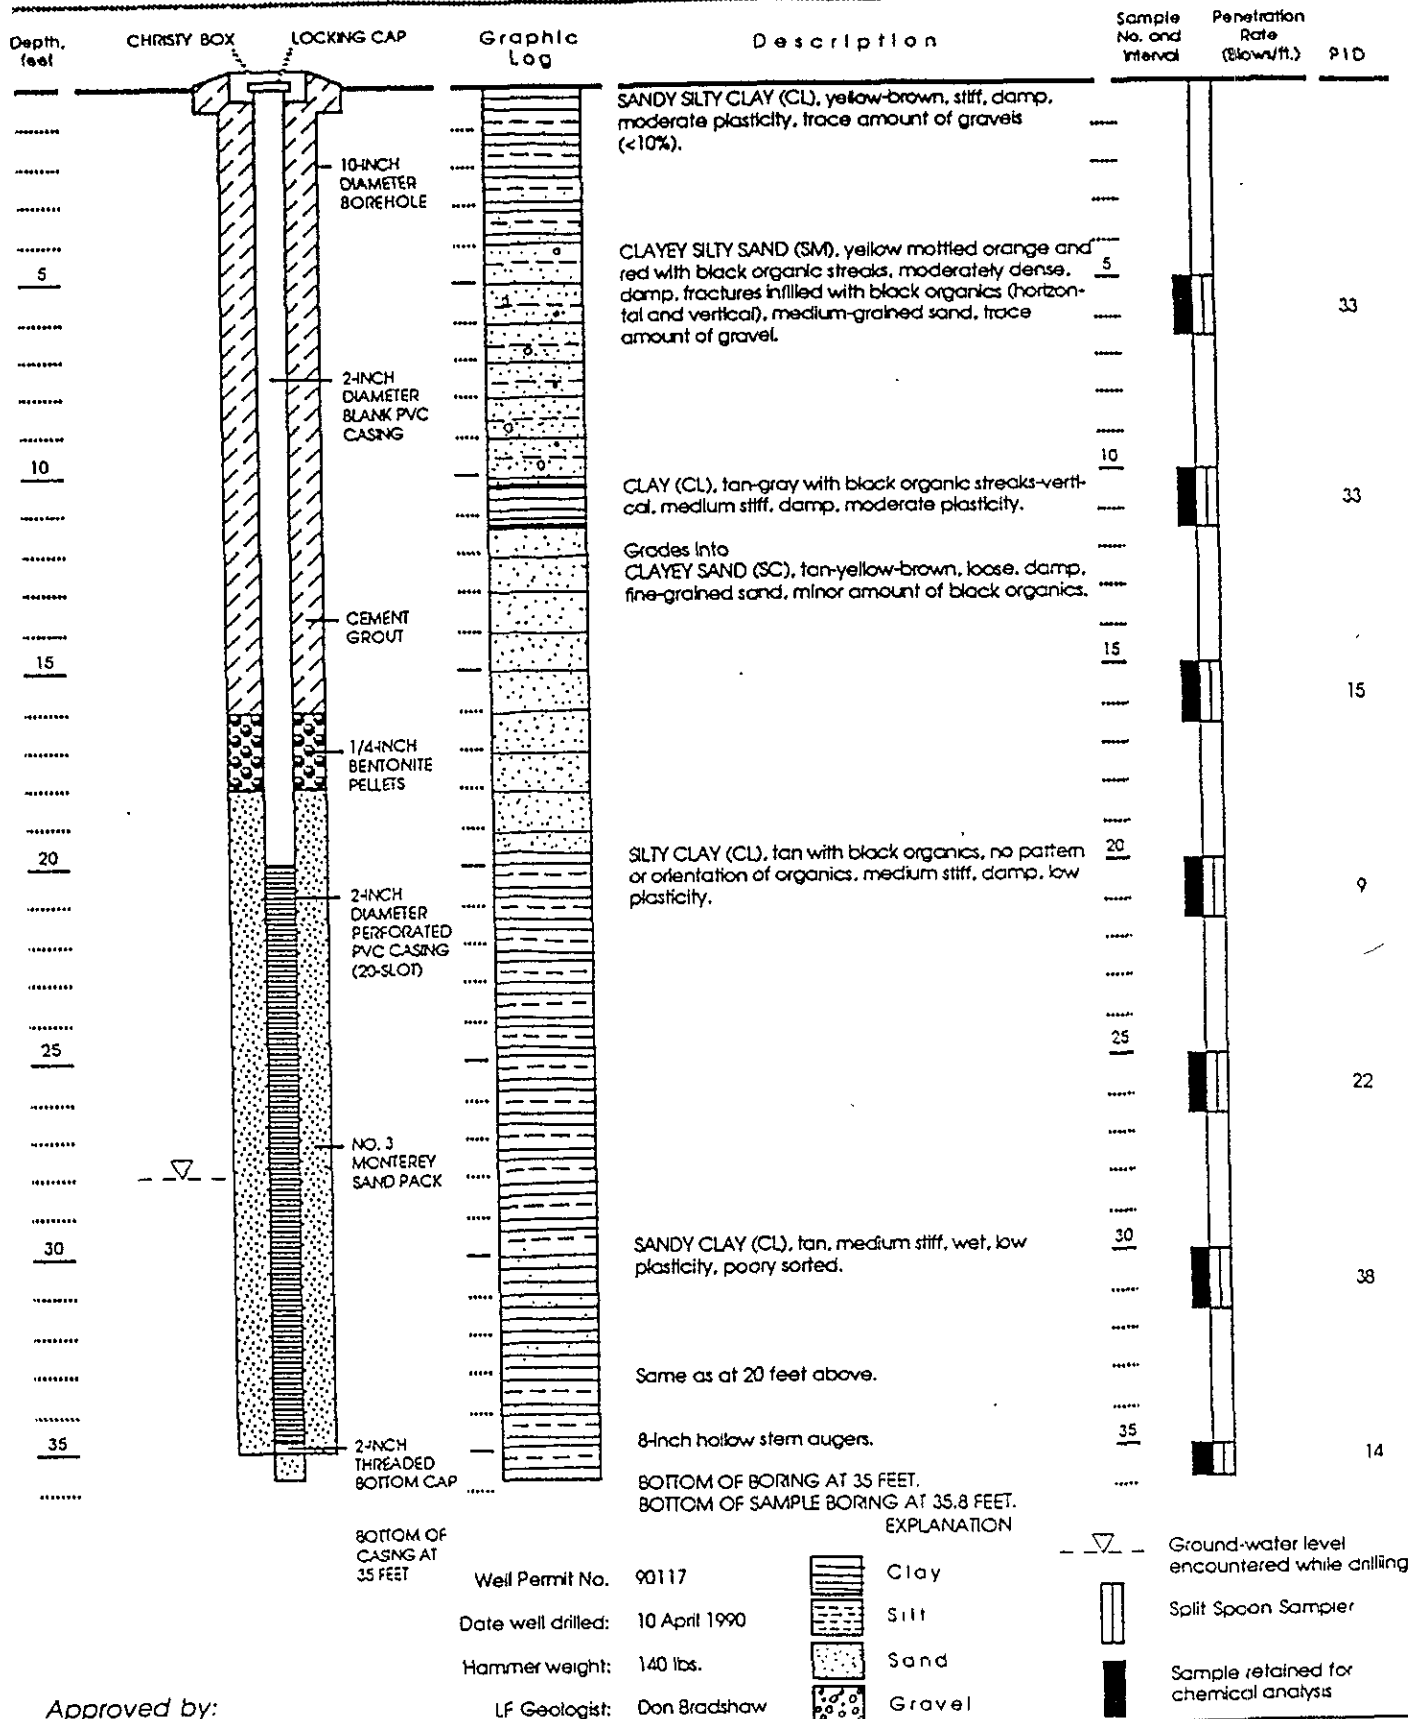 Depth, feet
CHRISTY BOX
LOCKING CAP
Graphic Log
Description
Sample No. and Interval
Penetration Rate (Blows/ft.)
PID
SANDY SILTY CLAY (CL), yellow-brown, stiff, damp,
moderate plasticity, trace amount of gravels
(<10%).
10-INCH
DIAMETER
BOREHOLE
CLAYEY SILTY SAND (SM), yellow mottled orange and
red with black organic streaks, moderately dense,
damp, fractures infilled with black organics (horizon-
tal and vertical), medium-grained sand, trace
amount of gravel.
5
5
33
2-INCH
DIAMETER
BLANK PVC
CASING
10
10
CLAY (CL), tan-gray with black organic streaks-verti-
cal, medium stiff, damp, moderate plasticity.
33
Grades into
CLAYEY SAND (SC), tan-yellow-brown, loose, damp,
fine-grained sand, minor amount of black organics.
CEMENT
GROUT
15
15
15
1/4-INCH
BENTONITE
PELLETS
20
20
SILTY CLAY (CL), tan with black organics, no pattern
or orientation of organics, medium stiff, damp, low
plasticity.
9
2-INCH
DIAMETER
PERFORATED
PVC CASING
(20-SLOT)
25
25
22
NO. 3
MONTEREY
SAND PACK
30
30
SANDY CLAY (CL), tan, medium stiff, wet, low
plasticity, poory sorted.
38
Same as at 20 feet above.
35
35
8-inch hollow stem augers.
14
2-INCH
THREADED
BOTTOM CAP
BOTTOM OF BORING AT 35 FEET.
BOTTOM OF SAMPLE BORING AT 35.8 FEET.
BOTTOM OF
CASING AT
35 FEET
EXPLANATION
Well Permit No. 90117
Date well drilled: 10 April 1990
Hammer weight: 140 lbs.
LF Geologist: Don Bradshaw
Clay
Silt
Sand
Gravel
Ground-water level
encountered while drilling
Split Spoon Sampler
Sample retained for
chemical analysis
Approved by: